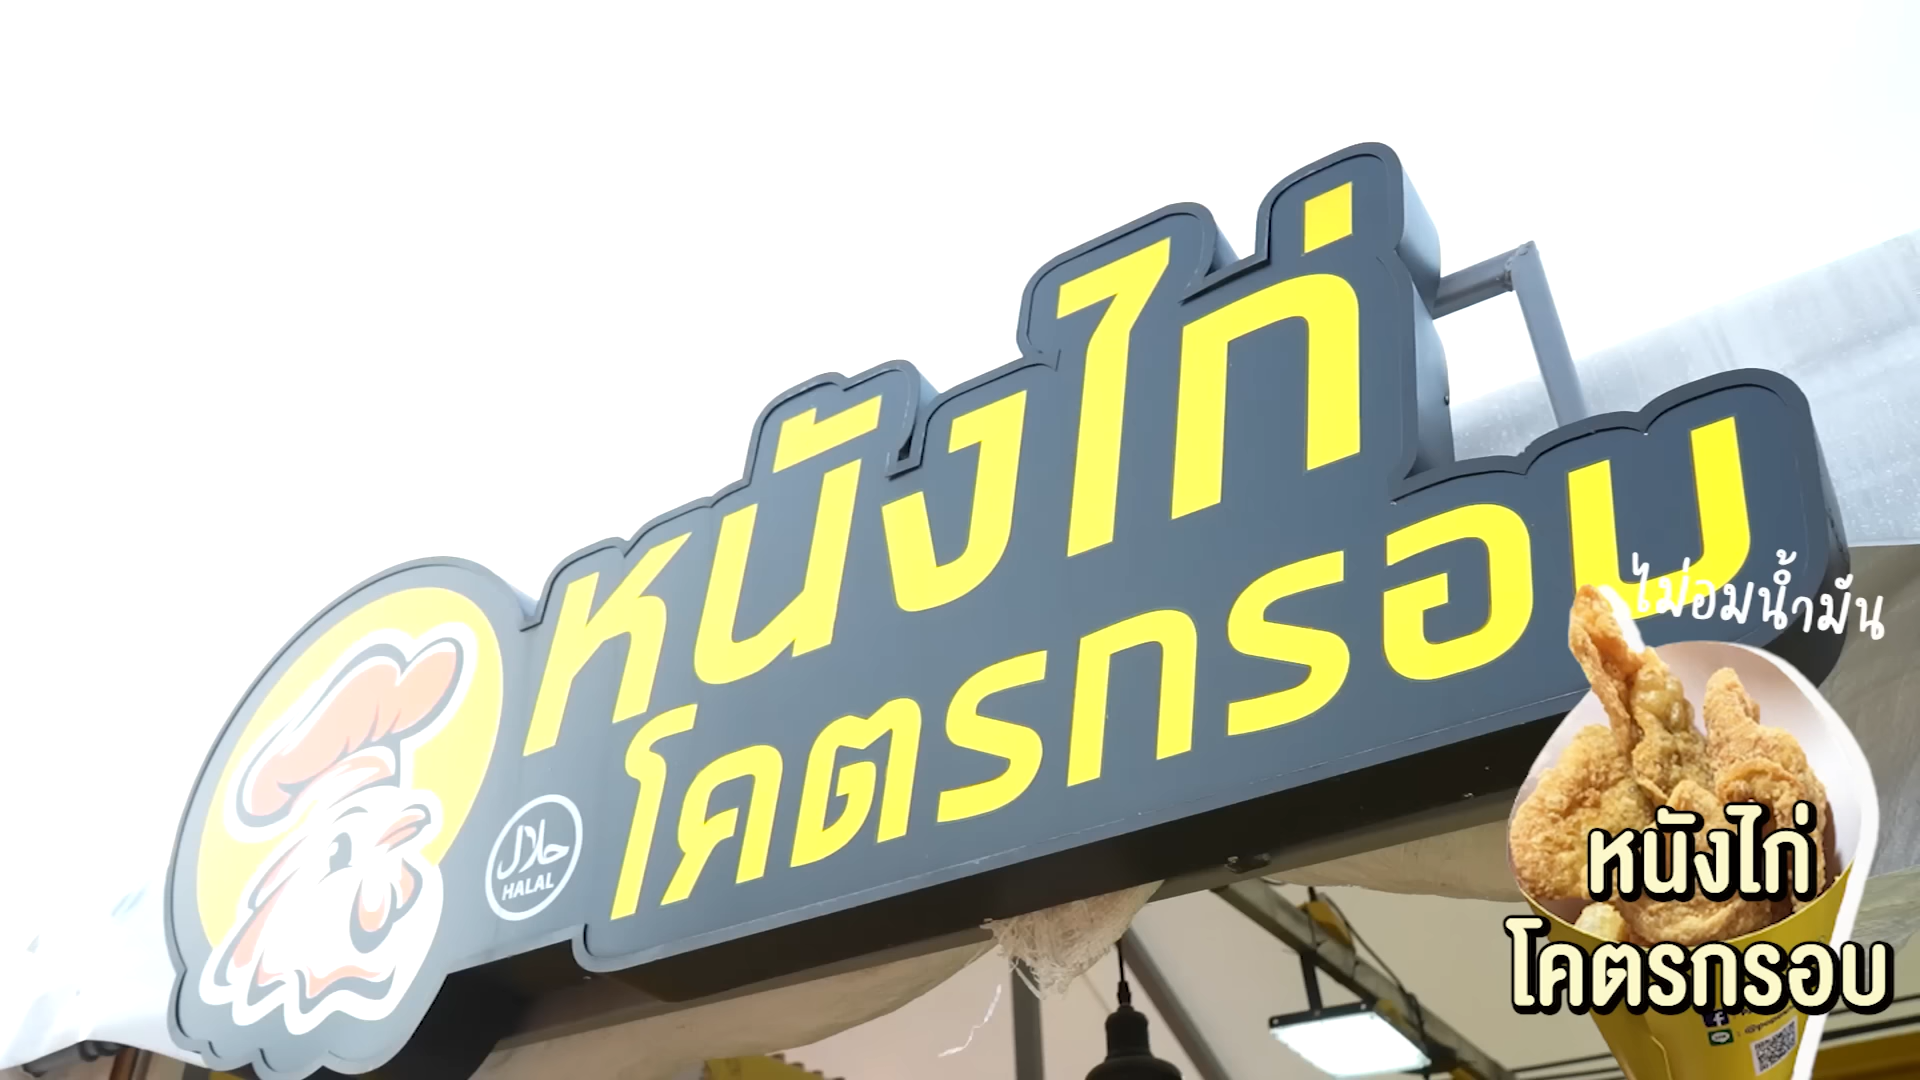 หนังไก่
โคตรกรอบ
حلال
HALAL
ไม่อมน้ำมัน
หนังไก่
โคตรกรอบ